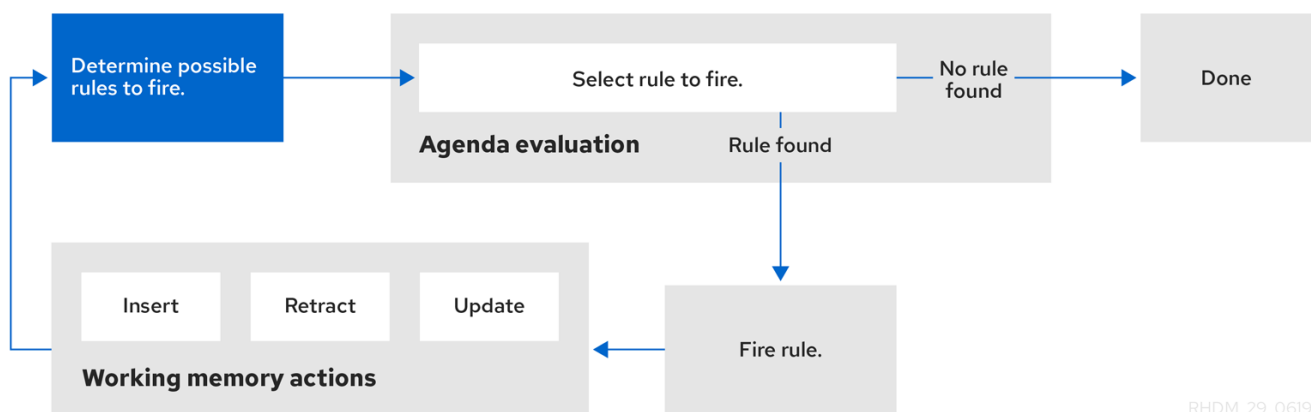 Determine possible
rules to fire.
Select rule to fire.
No rule
found
Done
Agenda evaluation
Rule found
Insert
Retract
Update
Fire rule.
Working memory actions
RHDM_29_0619